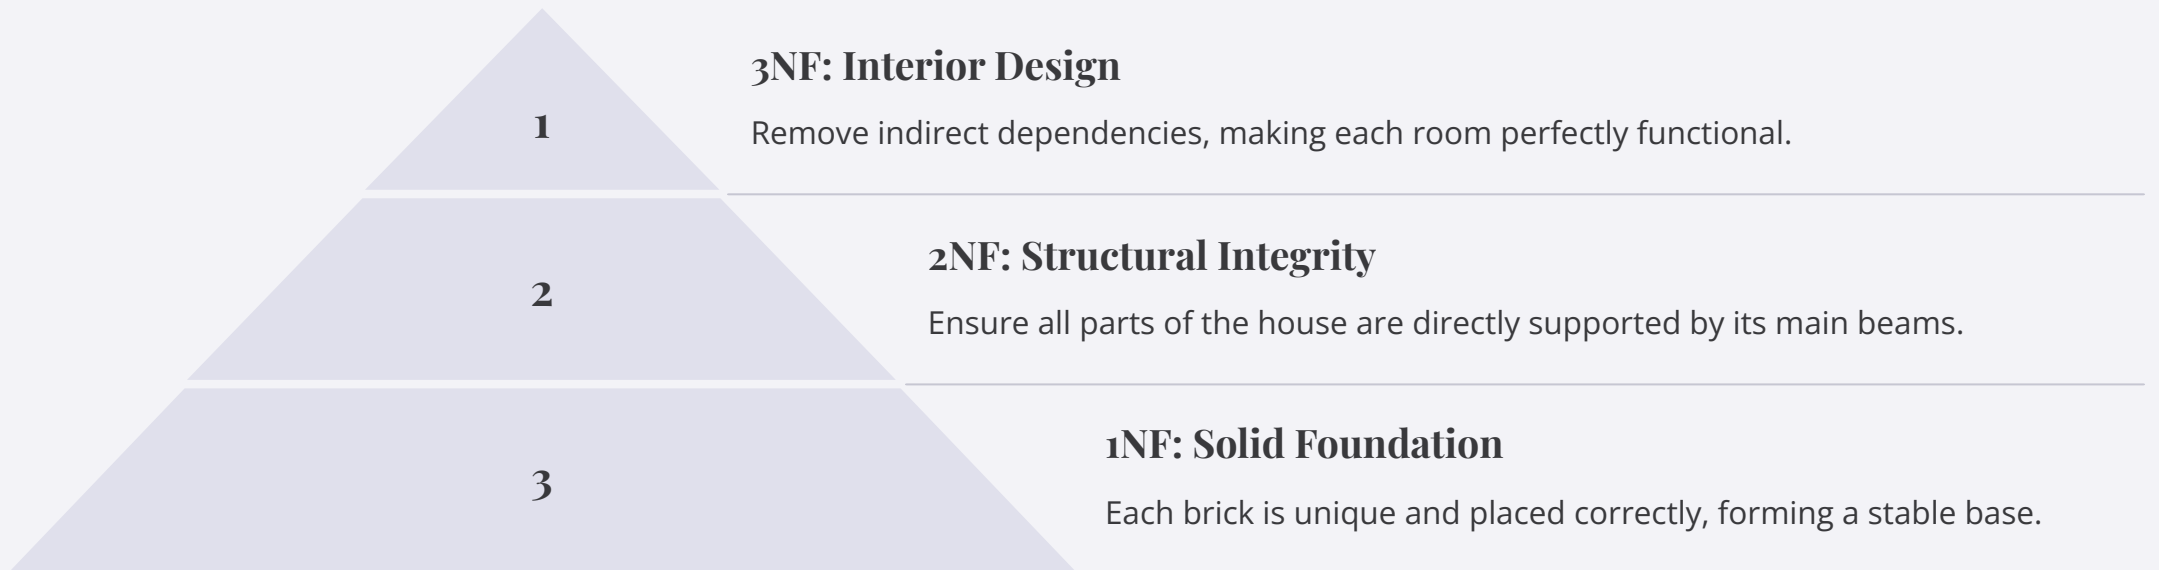 1
3NF: Interior Design
Remove indirect dependencies, making each room perfectly functional.
2
2NF: Structural Integrity
Ensure all parts of the house are directly supported by its main beams.
3
1NF: Solid Foundation
Each brick is unique and placed correctly, forming a stable base.